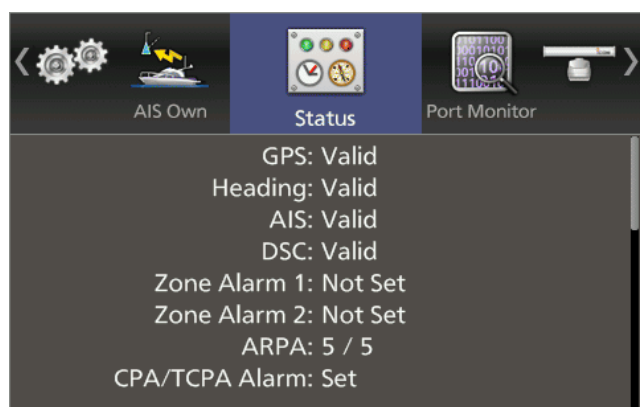 AIS Own
Status
Port Monitor
GPS: Valid
Heading: Valid
AIS: Valid
DSC: Valid
Zone Alarm 1: Not Set
Zone Alarm 2: Not Set
ARPA: 5 / 5
CPA/TCPA Alarm: Set